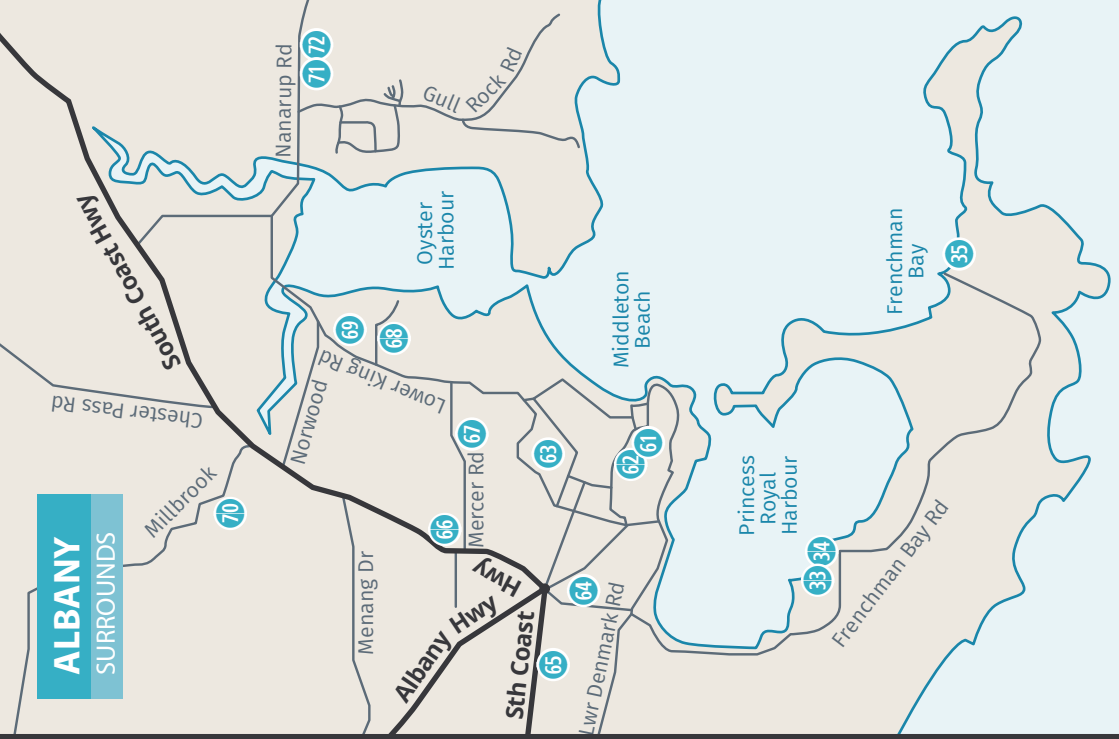 ALBANY
SURROUNDS
South Coast Hwy
Nanarup Rd
71
72
Gull Rock Rd
Oyster
Harbour
Chester Pass Rd
Millbrook
70
Norwood
Lower King Rd
69
68
Middleton
Beach
Frenchman
Bay
35
Mercer Rd
67
66
63
62
61
Menang Dr
Albany Hwy
Hwy
Sth Coast
64
65
Lwr Denmark Rd
Princess
Royal
Harbour
33
34
Frenchman Bay Rd